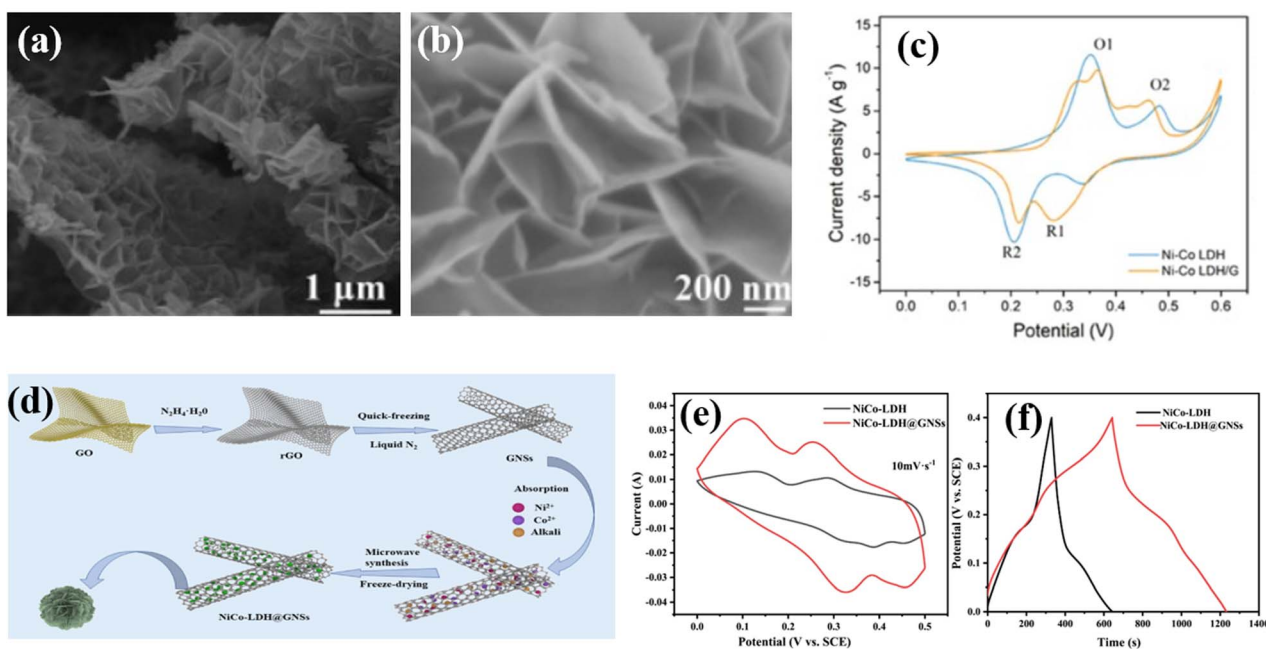 (a)
1 µm
(b)
200 nm
(c)
Current density (A g⁻¹)
15
10
5
0
-5
-10
-15
O1
O2
R2
R1
Ni-Co LDH
Ni-Co LDH/G
0.0
0.1
0.2
0.3
0.4
0.5
0.6
Potential (V)
(d)
GO
N₂H₄·H₂0
rGO
Quick-freezing
Liquid N₂
GNSs
Absorption
Ni²⁺
Co²⁺
Alkali
Microwave
synthesis
Freeze-drying
NiCo-LDH@GNSs
(e)
NiCo-LDH
NiCo-LDH@GNSs
10mV·s⁻¹
Current (A)
0.04
0.03
0.02
0.01
0.00
-0.01
-0.02
-0.03
-0.04
0.0
0.1
0.2
0.3
0.4
0.5
Potential (V vs. SCE)
(f)
NiCo-LDH
NiCo-LDH@GNSs
Potential (V vs. SCE)
0.4
0.3
0.2
0.1
0.0
0
200
400
600
800
1000
1200
1400
Time (s)